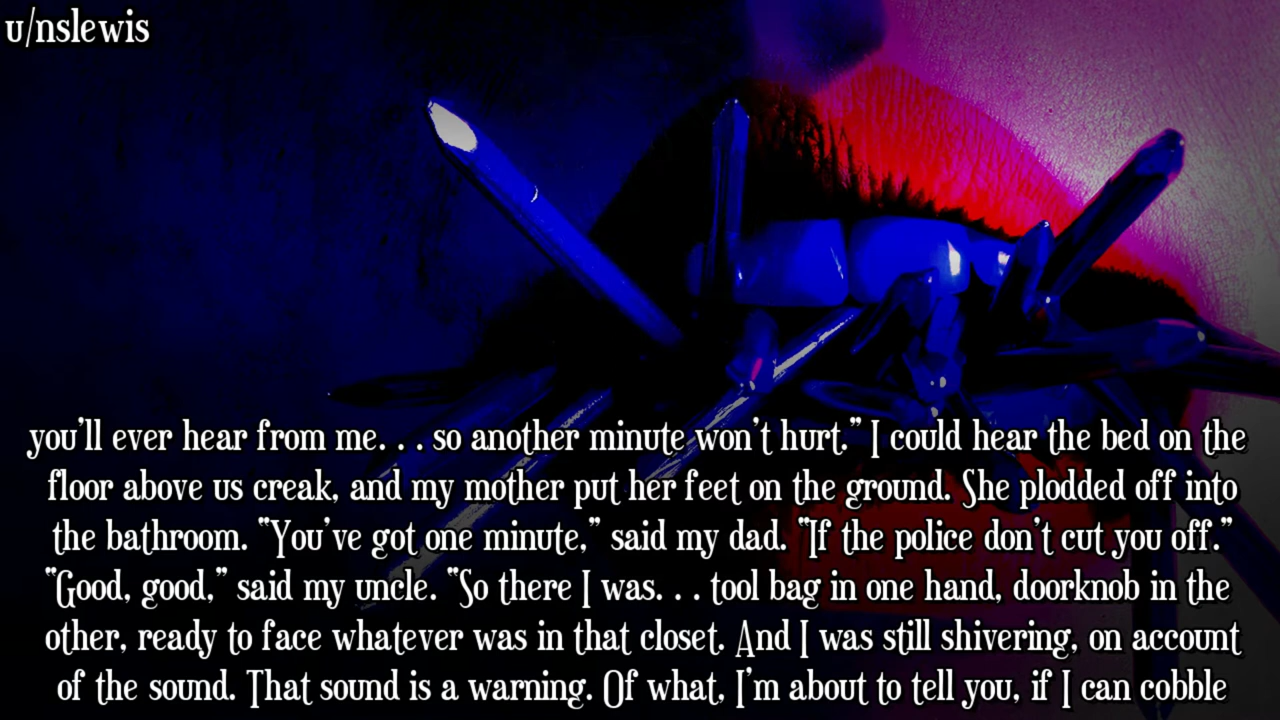 u/nslewis
you'll ever hear from me. . . so another minute won't hurt." I could hear the bed on the
floor above us creak, and my mother put her feet on the ground. She plodded off into
the bathroom. "You've got one minute," said my dad. "If the police don't cut you off."
"Good, good," said my uncle. "So there I was. . . tool bag in one hand, doorknob in the
other, ready to face whatever was in that closet. And I was still shivering, on account
of the sound. That sound is a warning. Of what, I'm about to tell you, if I can cobble